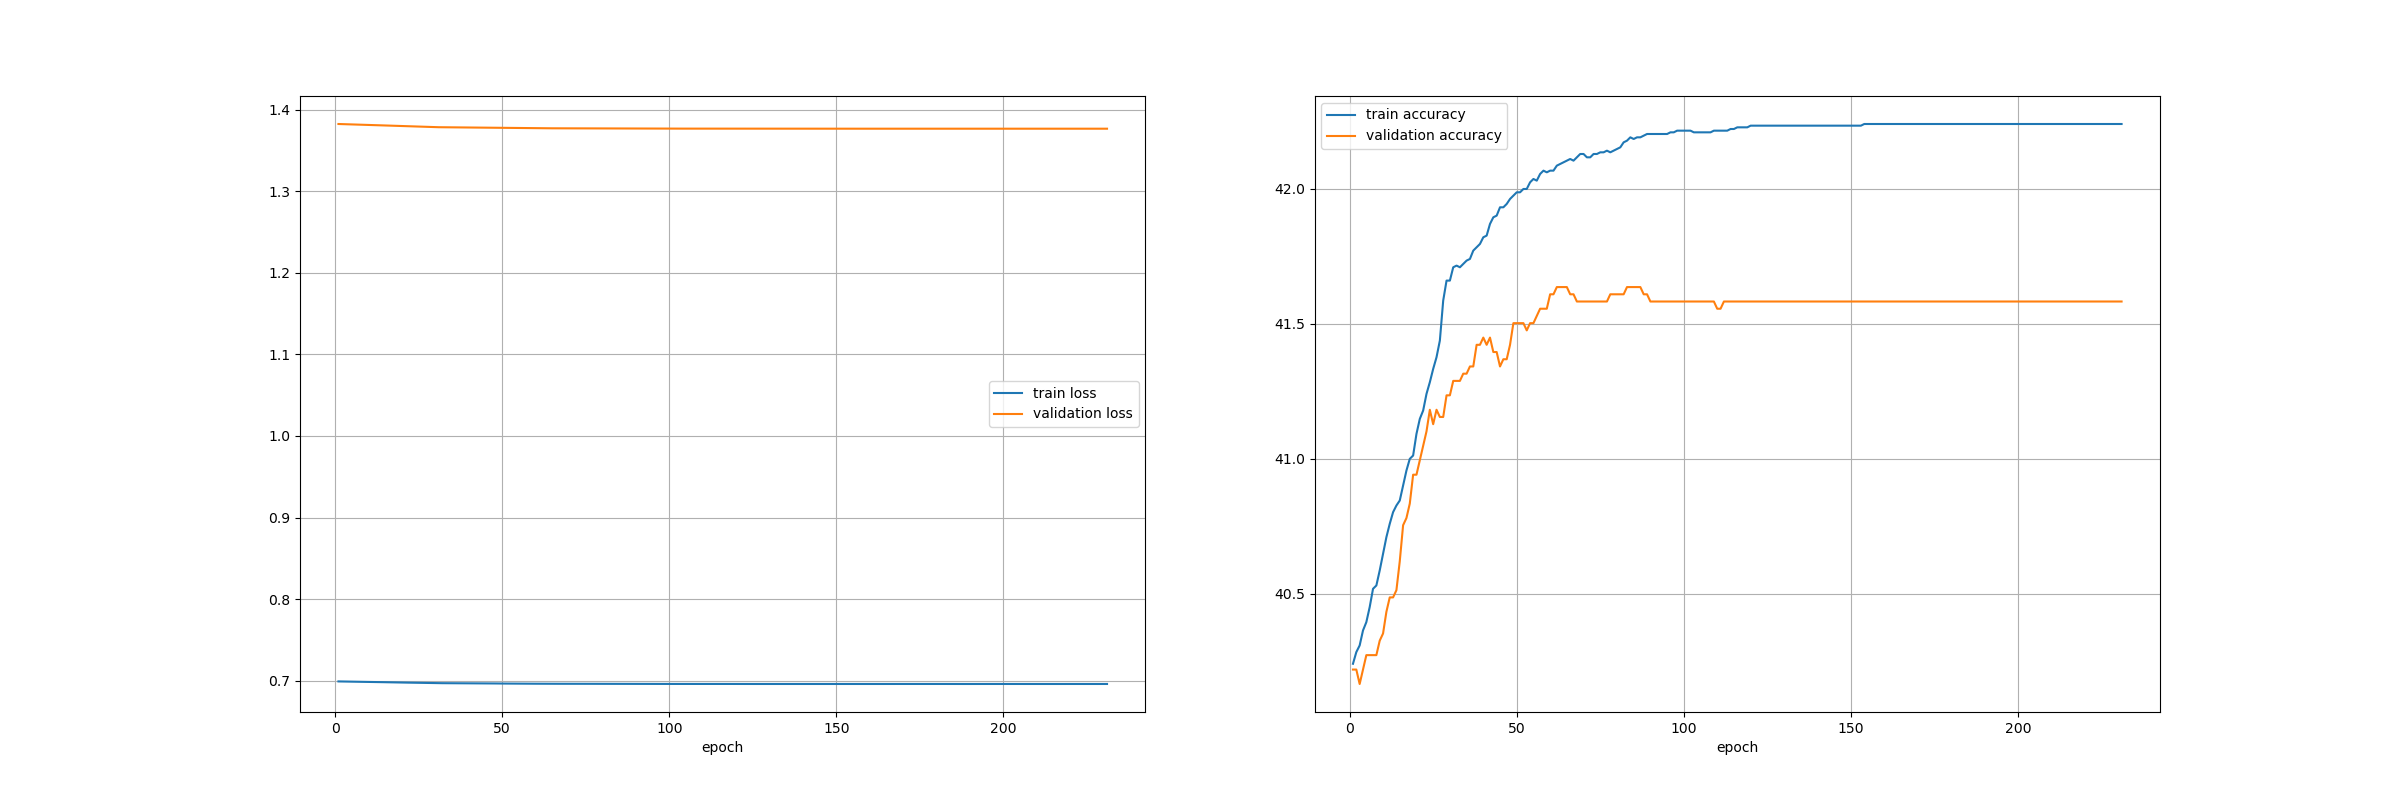 1.4
1.3
1.2
1.1
1.0
0.9
0.8
0.7
train loss
validation loss
0 50 100 150 200
epoch
train accuracy
validation accuracy
42.0
41.5
41.0
40.5
0 50 100 150 200
epoch